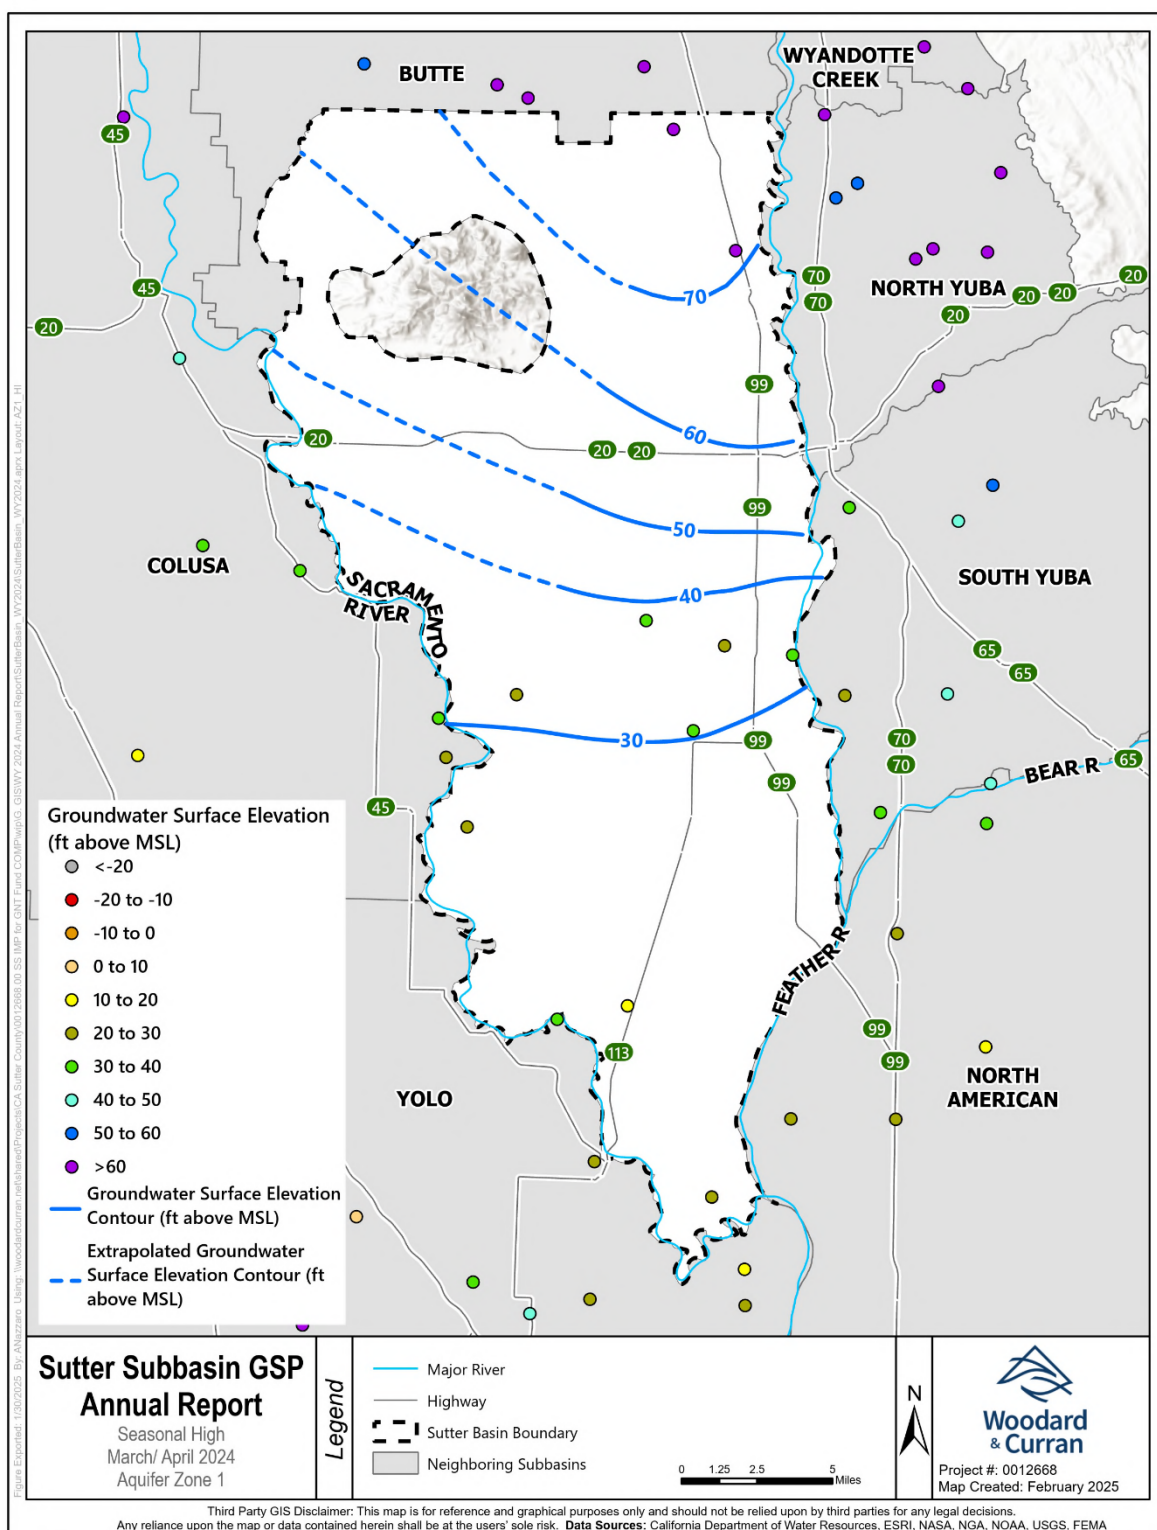 BUTTE
WYANDOTTE
CREEK
45
45
20
70
70
NORTH YUBA
20
20
20
20
70
99
60
20
20
20
50
99
COLUSA
SOUTH YUBA
SACRAMENTO
RIVER
40
65
65
30
99
70
70
99
BEAR R
65
45
FEATHER R
99
99
113
NORTH
AMERICAN
YOLO
Groundwater Surface Elevation
(ft above MSL)
<-20
-20 to -10
-10 to 0
0 to 10
10 to 20
20 to 30
30 to 40
40 to 50
50 to 60
>60
Groundwater Surface Elevation
Contour (ft above MSL)
Extrapolated Groundwater
Surface Elevation Contour (ft
above MSL)
Sutter Subbasin GSP
Annual Report
Seasonal High
March/ April 2024
Aquifer Zone 1
Legend
Major River
Highway
Sutter Basin Boundary
Neighboring Subbasins
0 1.25 2.5 5
Miles
N
Woodard
& Curran
Project #: 0012668
Map Created: February 2025
Third Party GIS Disclaimer: This map is for reference and graphical purposes only and should not be relied upon by third parties for any legal decisions.
Any reliance upon the map or data contained herein shall be at the users' sole risk. Data Sources: California Department of Water Resources, ESRI, NASA, NGA, NOAA, USGS, FEMA